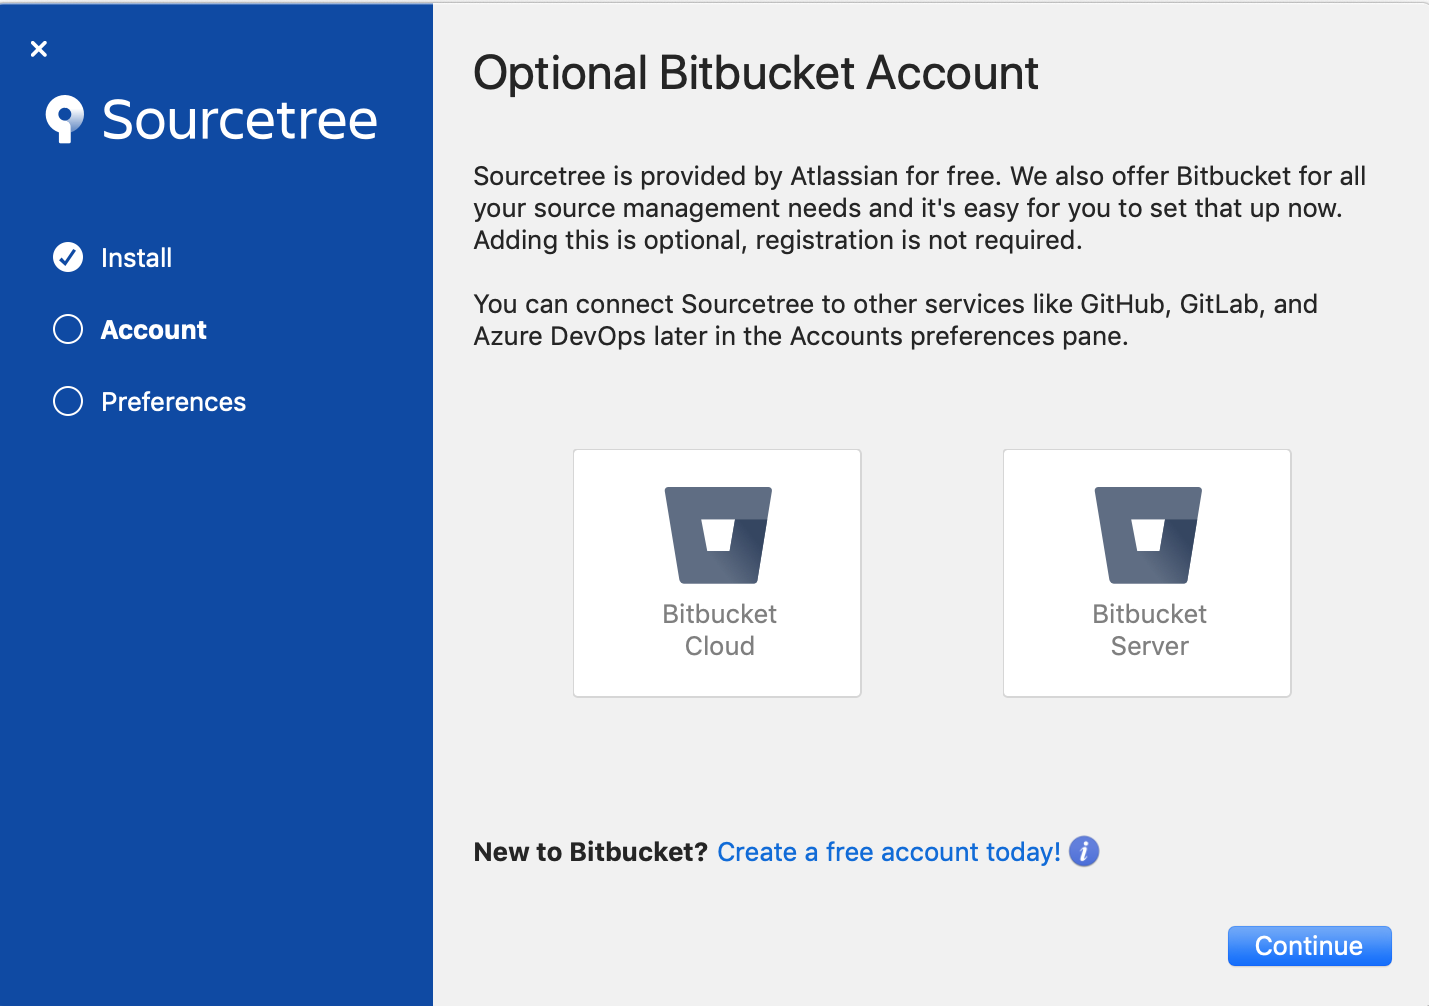 Sourcetree
Install
Account
Preferences
Optional Bitbucket Account
Sourcetree is provided by Atlassian for free. We also offer Bitbucket for all
your source management needs and it's easy for you to set that up now.
Adding this is optional, registration is not required.
You can connect Sourcetree to other services like GitHub, GitLab, and
Azure DevOps later in the Accounts preferences pane.
Bitbucket
Cloud
Bitbucket
Server
New to Bitbucket? Create a free account today! i
Continue